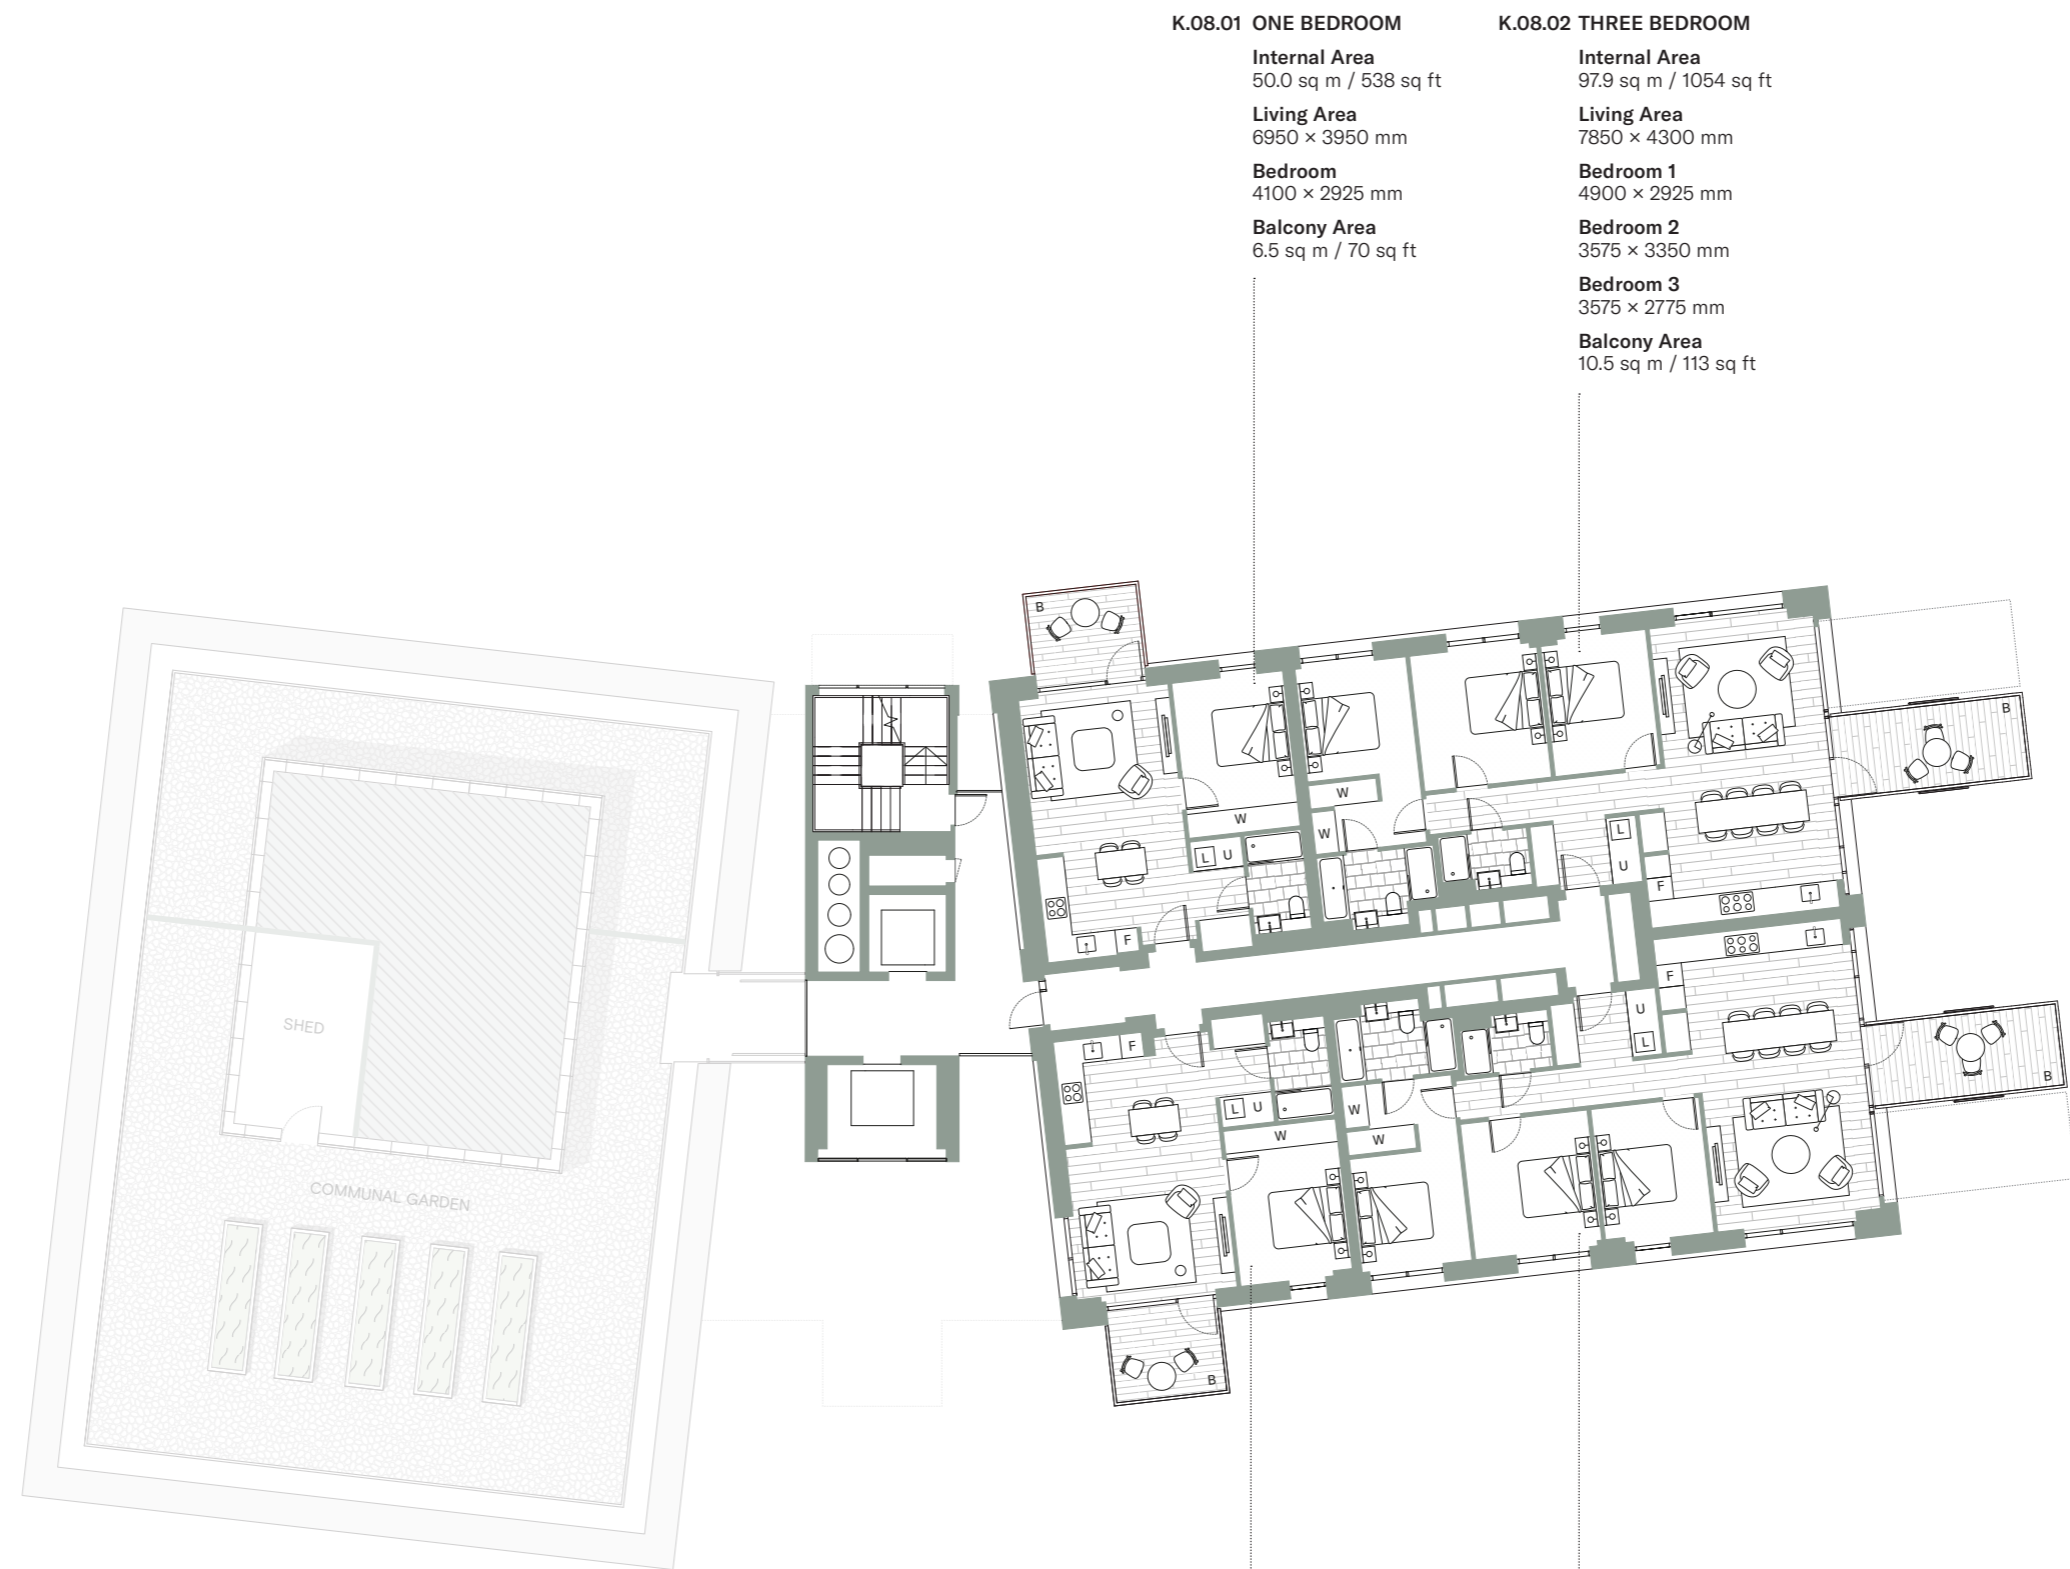 K.08.01 ONE BEDROOM
Internal Area
50.0 sq m / 538 sq ft
Living Area
6950 × 3950 mm
Bedroom
4100 × 2925 mm
Balcony Area
6.5 sq m / 70 sq ft
K.08.02 THREE BEDROOM
Internal Area
97.9 sq m / 1054 sq ft
Living Area
7850 × 4300 mm
Bedroom 1
4900 × 2925 mm
Bedroom 2
3575 × 3350 mm
Bedroom 3
3575 × 2775 mm
Balcony Area
10.5 sq m / 113 sq ft
B
B
W
W
W
L U
L
U
F
F
SHED
F
F
U
L
L U
W
W
W
B
COMMUNAL GARDEN
B